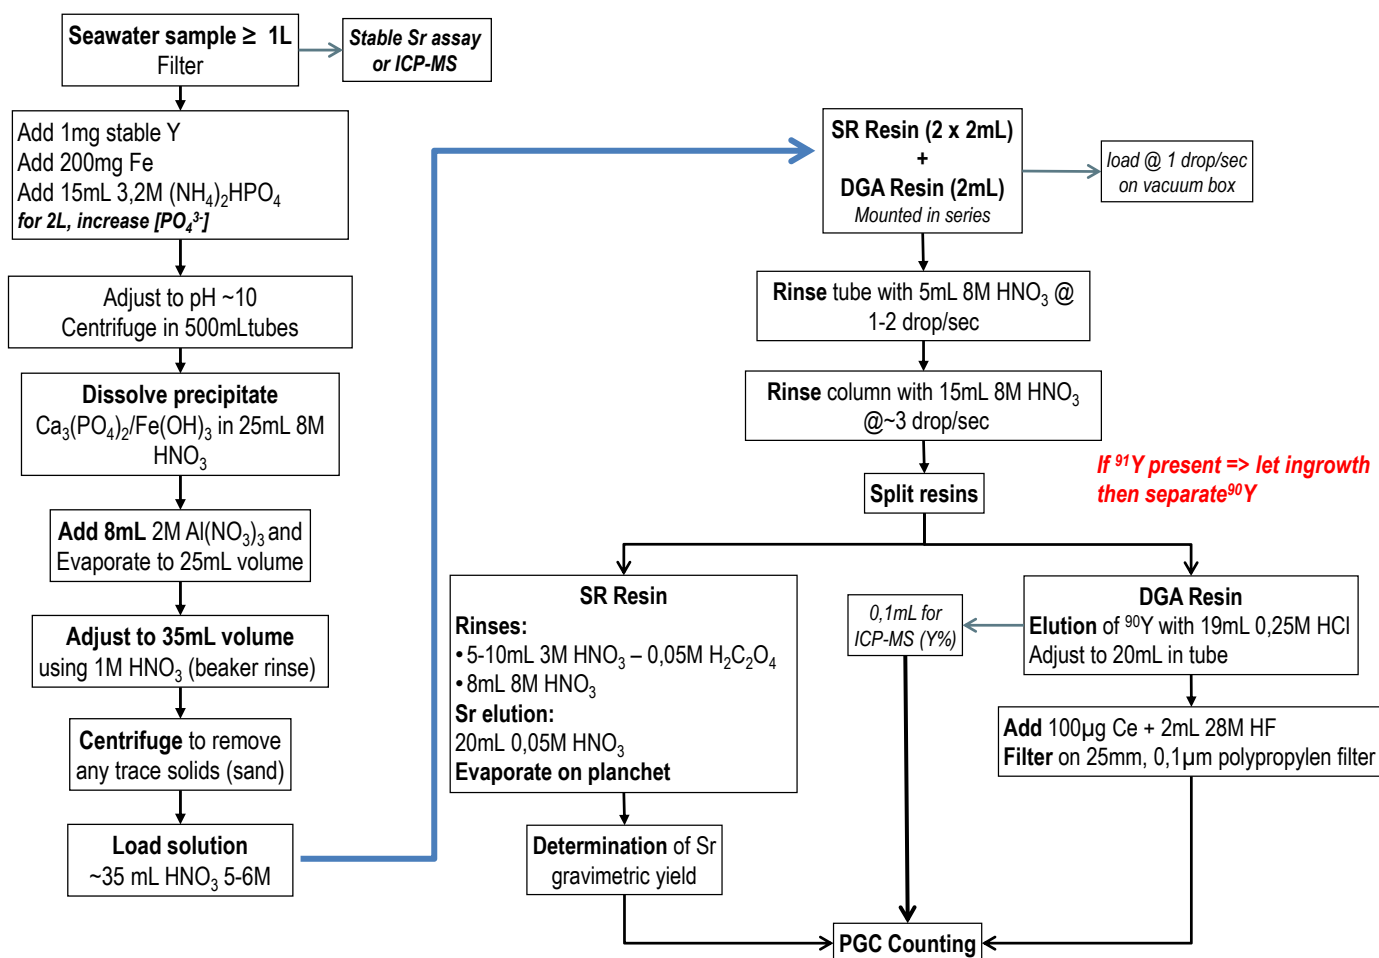 Seawater sample ≥ 1L
Filter
Stable Sr assay
or ICP-MS
Add 1mg stable Y
Add 200mg Fe
Add 15mL 3,2M (NH₄)₂HPO₄
for 2L, increase [PO₄³⁻]
Adjust to pH ~10
Centrifuge in 500mLtubes
Dissolve precipitate
Ca₃(PO₄)₂/Fe(OH)₃ in 25mL 8M
HNO₃
Add 8mL 2M Al(NO₃)₃ and
Evaporate to 25mL volume
Adjust to 35mL volume
using 1M HNO₃ (beaker rinse)
Centrifuge to remove
any trace solids (sand)
Load solution
~35 mL HNO₃ 5-6M
SR Resin (2 x 2mL)
+
DGA Resin (2mL)
Mounted in series
load @ 1 drop/sec
on vacuum box
Rinse tube with 5mL 8M HNO₃ @
1-2 drop/sec
Rinse column with 15mL 8M HNO₃
@~3 drop/sec
If ⁹¹Y present => let ingrowth
then separate⁹⁰Y
Split resins
SR Resin
Rinses:
• 5-10mL 3M HNO₃ – 0,05M H₂C₂O₄
• 8mL 8M HNO₃
Sr elution:
20mL 0,05M HNO₃
Evaporate on planchet
0,1mL for
ICP-MS (Y%)
DGA Resin
Elution of ⁹⁰Y with 19mL 0,25M HCl
Adjust to 20mL in tube
Add 100µg Ce + 2mL 28M HF
Filter on 25mm, 0,1µm polypropylen filter
Determination of Sr
gravimetric yield
PGC Counting